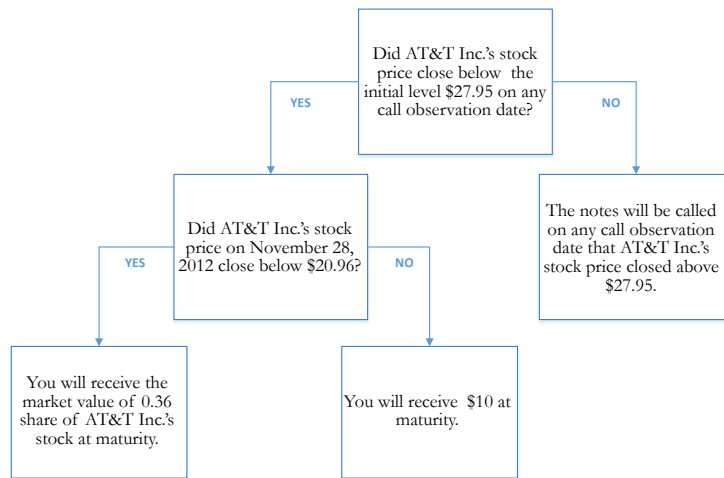 Did AT&T Inc.'s stock
price close below the
initial level $27.95 on any
call observation date?
YES
NO
Did AT&T Inc.'s stock
price on November 28,
2012 close below $20.96?
The notes will be called
on any call observation
date that AT&T Inc.'s
stock price closed above
$27.95.
YES
NO
You will receive the
market value of 0.36
share of AT&T Inc.'s
stock at maturity.
You will receive $10 at
maturity.